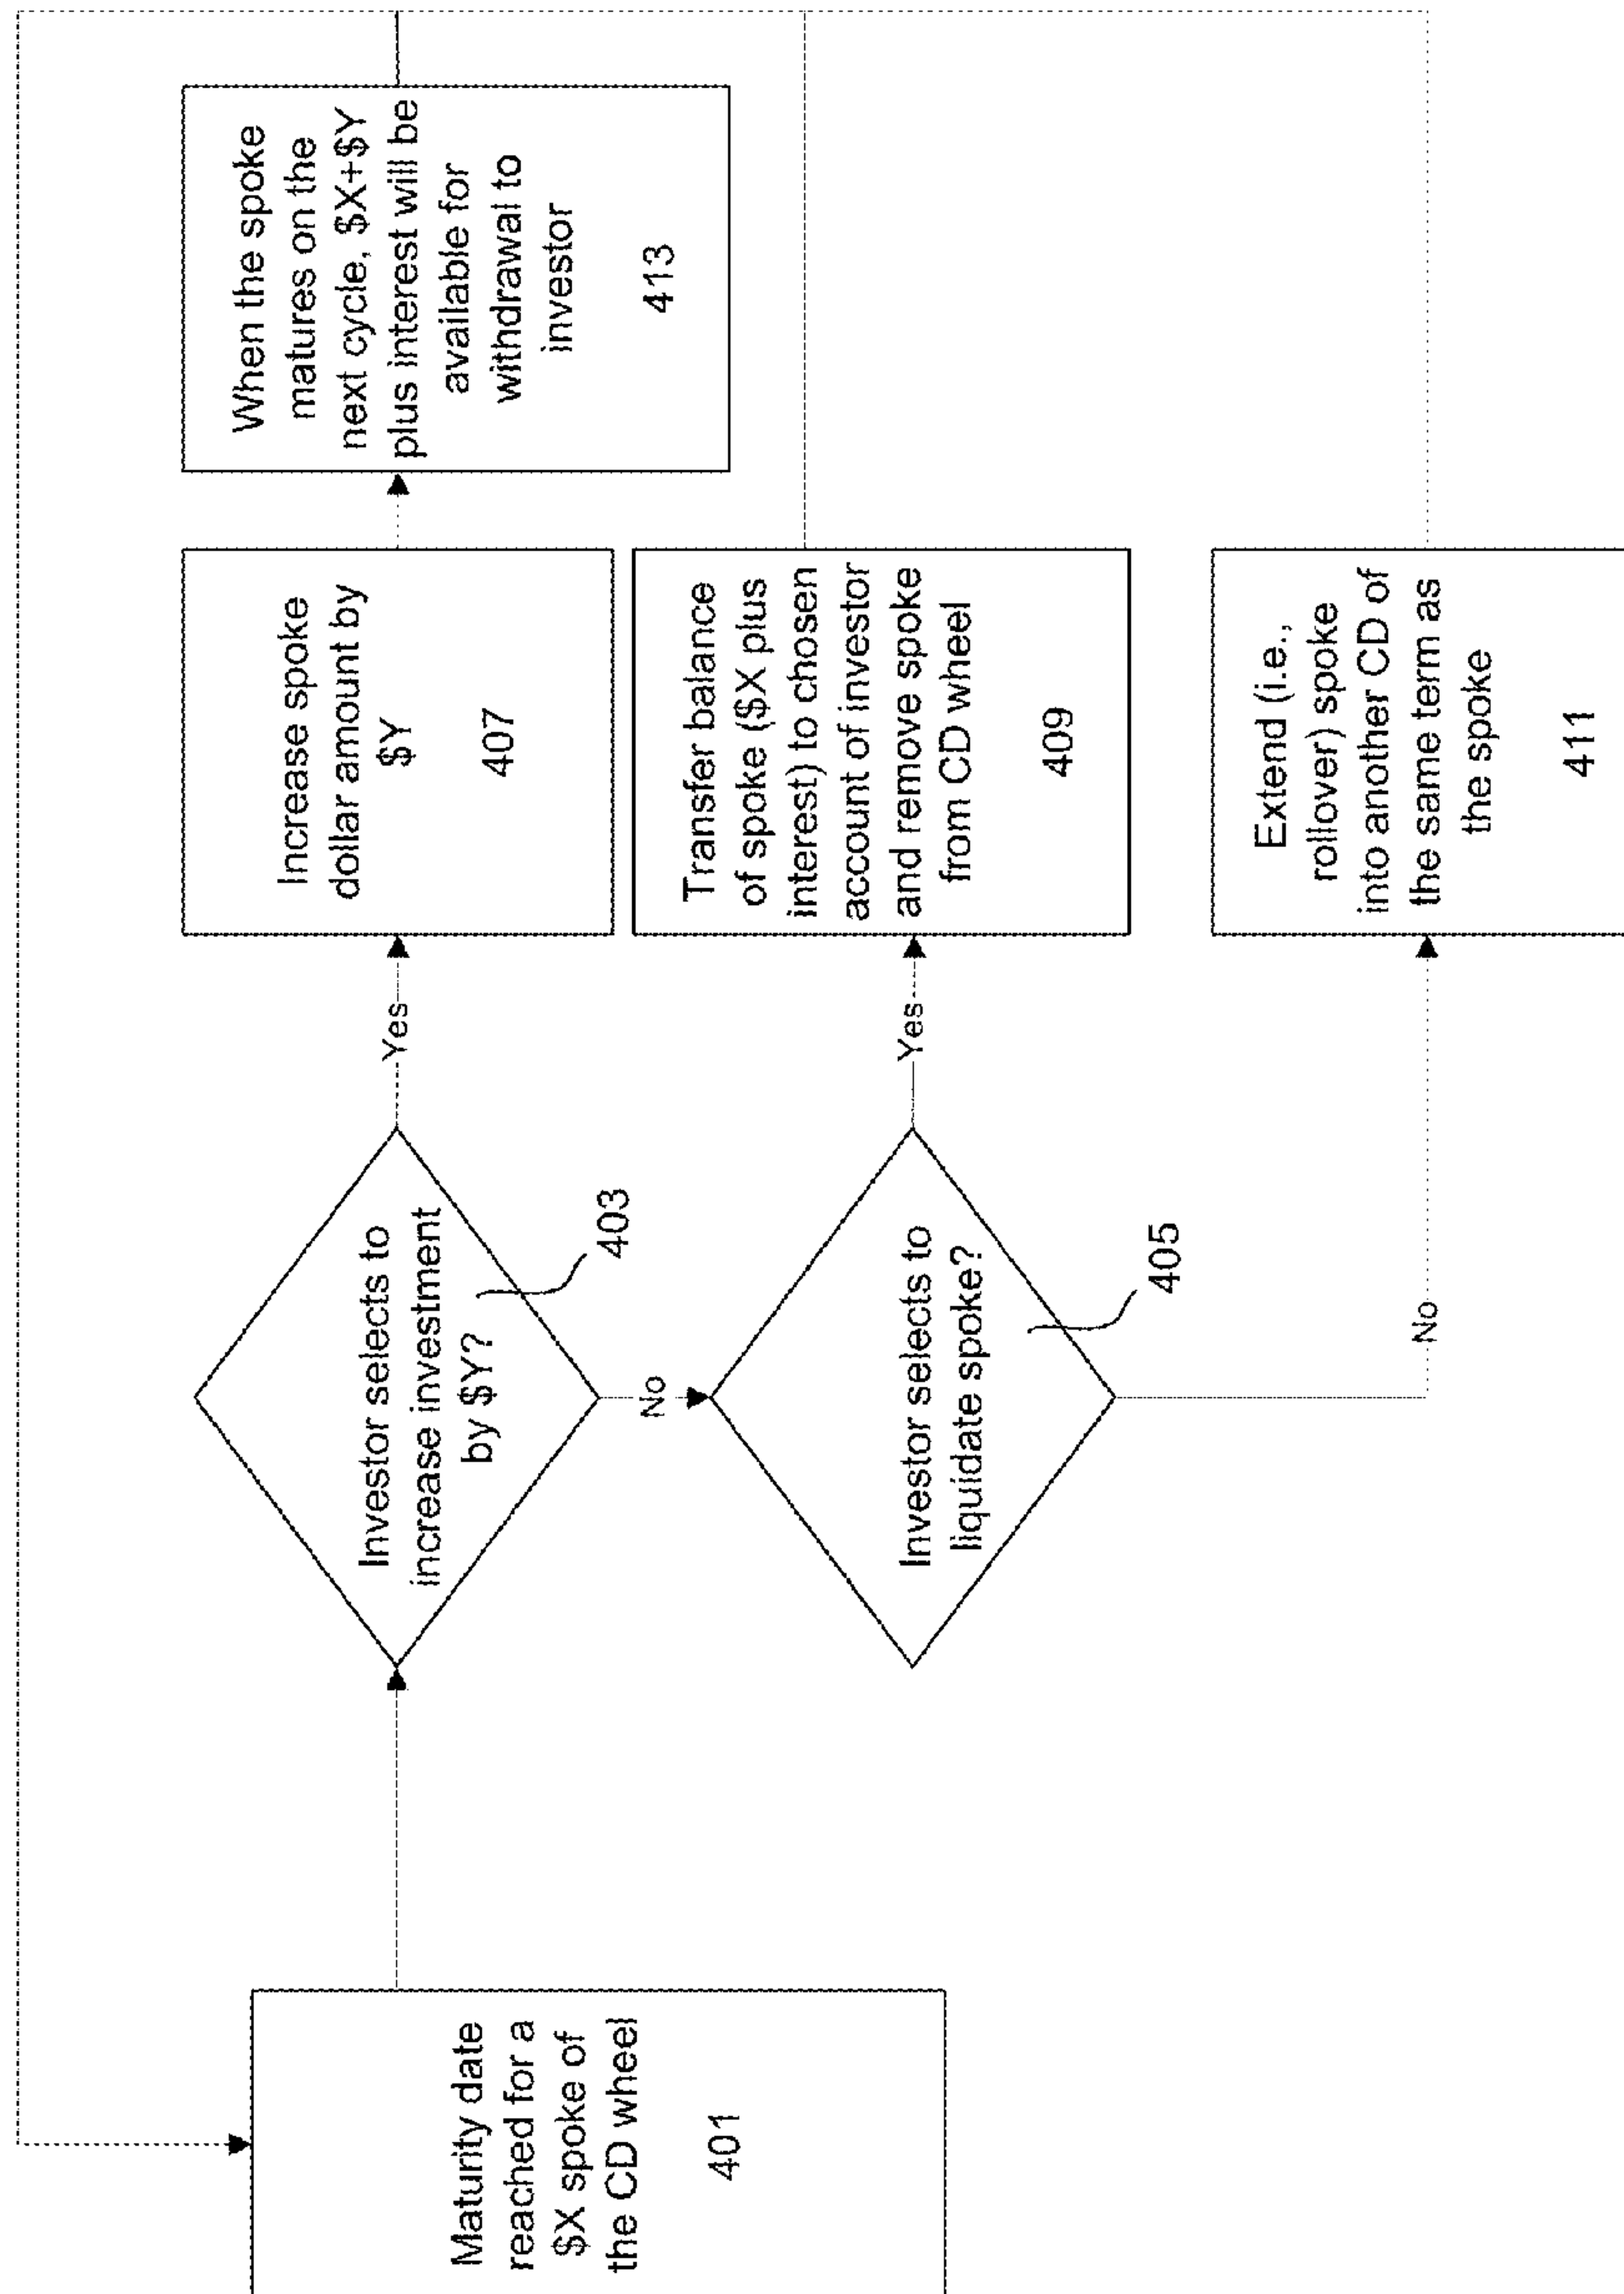 Maturity date
reached for a
$X spoke of
the CD wheel
401
Investor selects to
increase investment
by $Y?
403
Yes
No
Increase spoke
dollar amount by
$Y
407
When the spoke
matures on the
next cycle, $X+$Y
plus interest will be
available for
withdrawal to
investor
413
Investor selects to
liquidate spoke?
405
Yes
No
Transfer balance
of spoke ($X plus
interest) to chosen
account of investor
and remove spoke
from CD wheel
409
Extend (i.e.,
rollover) spoke
into another CD of
the same term as
the spoke
411